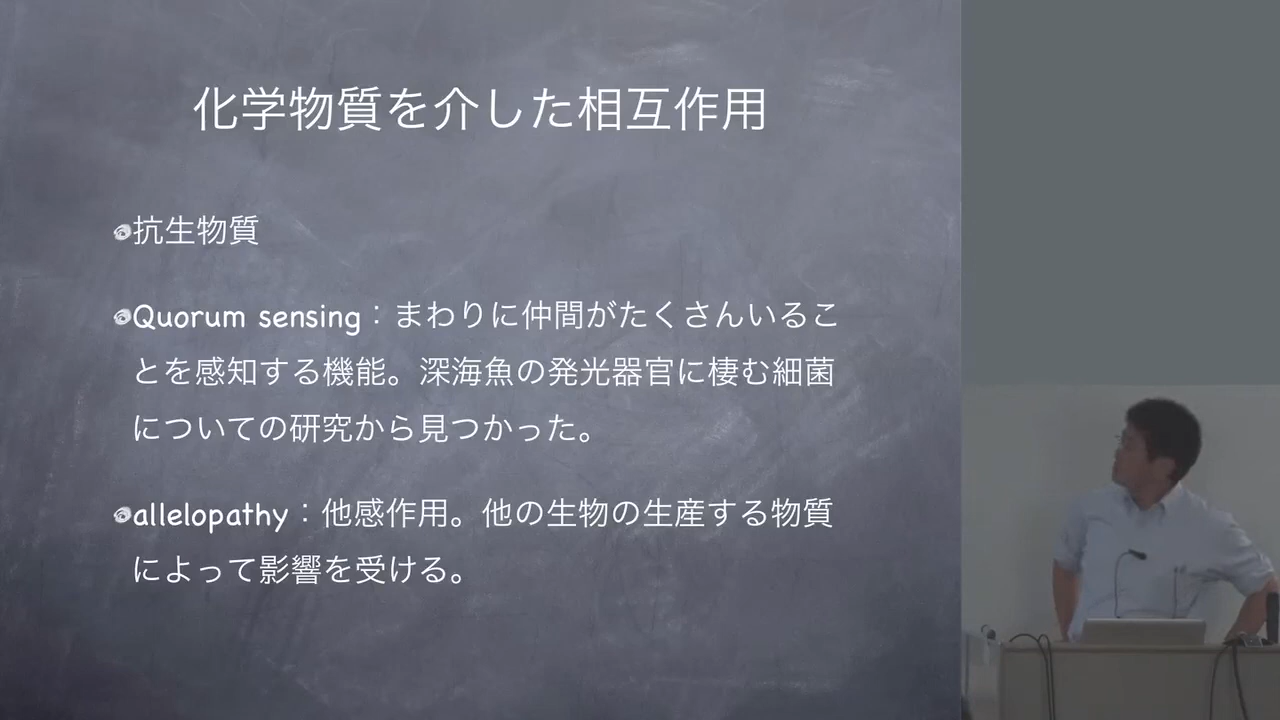 化学物質を介した相互作用
抗生物質
Quorum sensing：まわりに仲間がたくさんいるこ
とを感知する機能。深海魚の発光器官に棲む細菌
についての研究から見つかった。
allelopathy：他感作用。他の生物の生産する物質
によって影響を受ける。